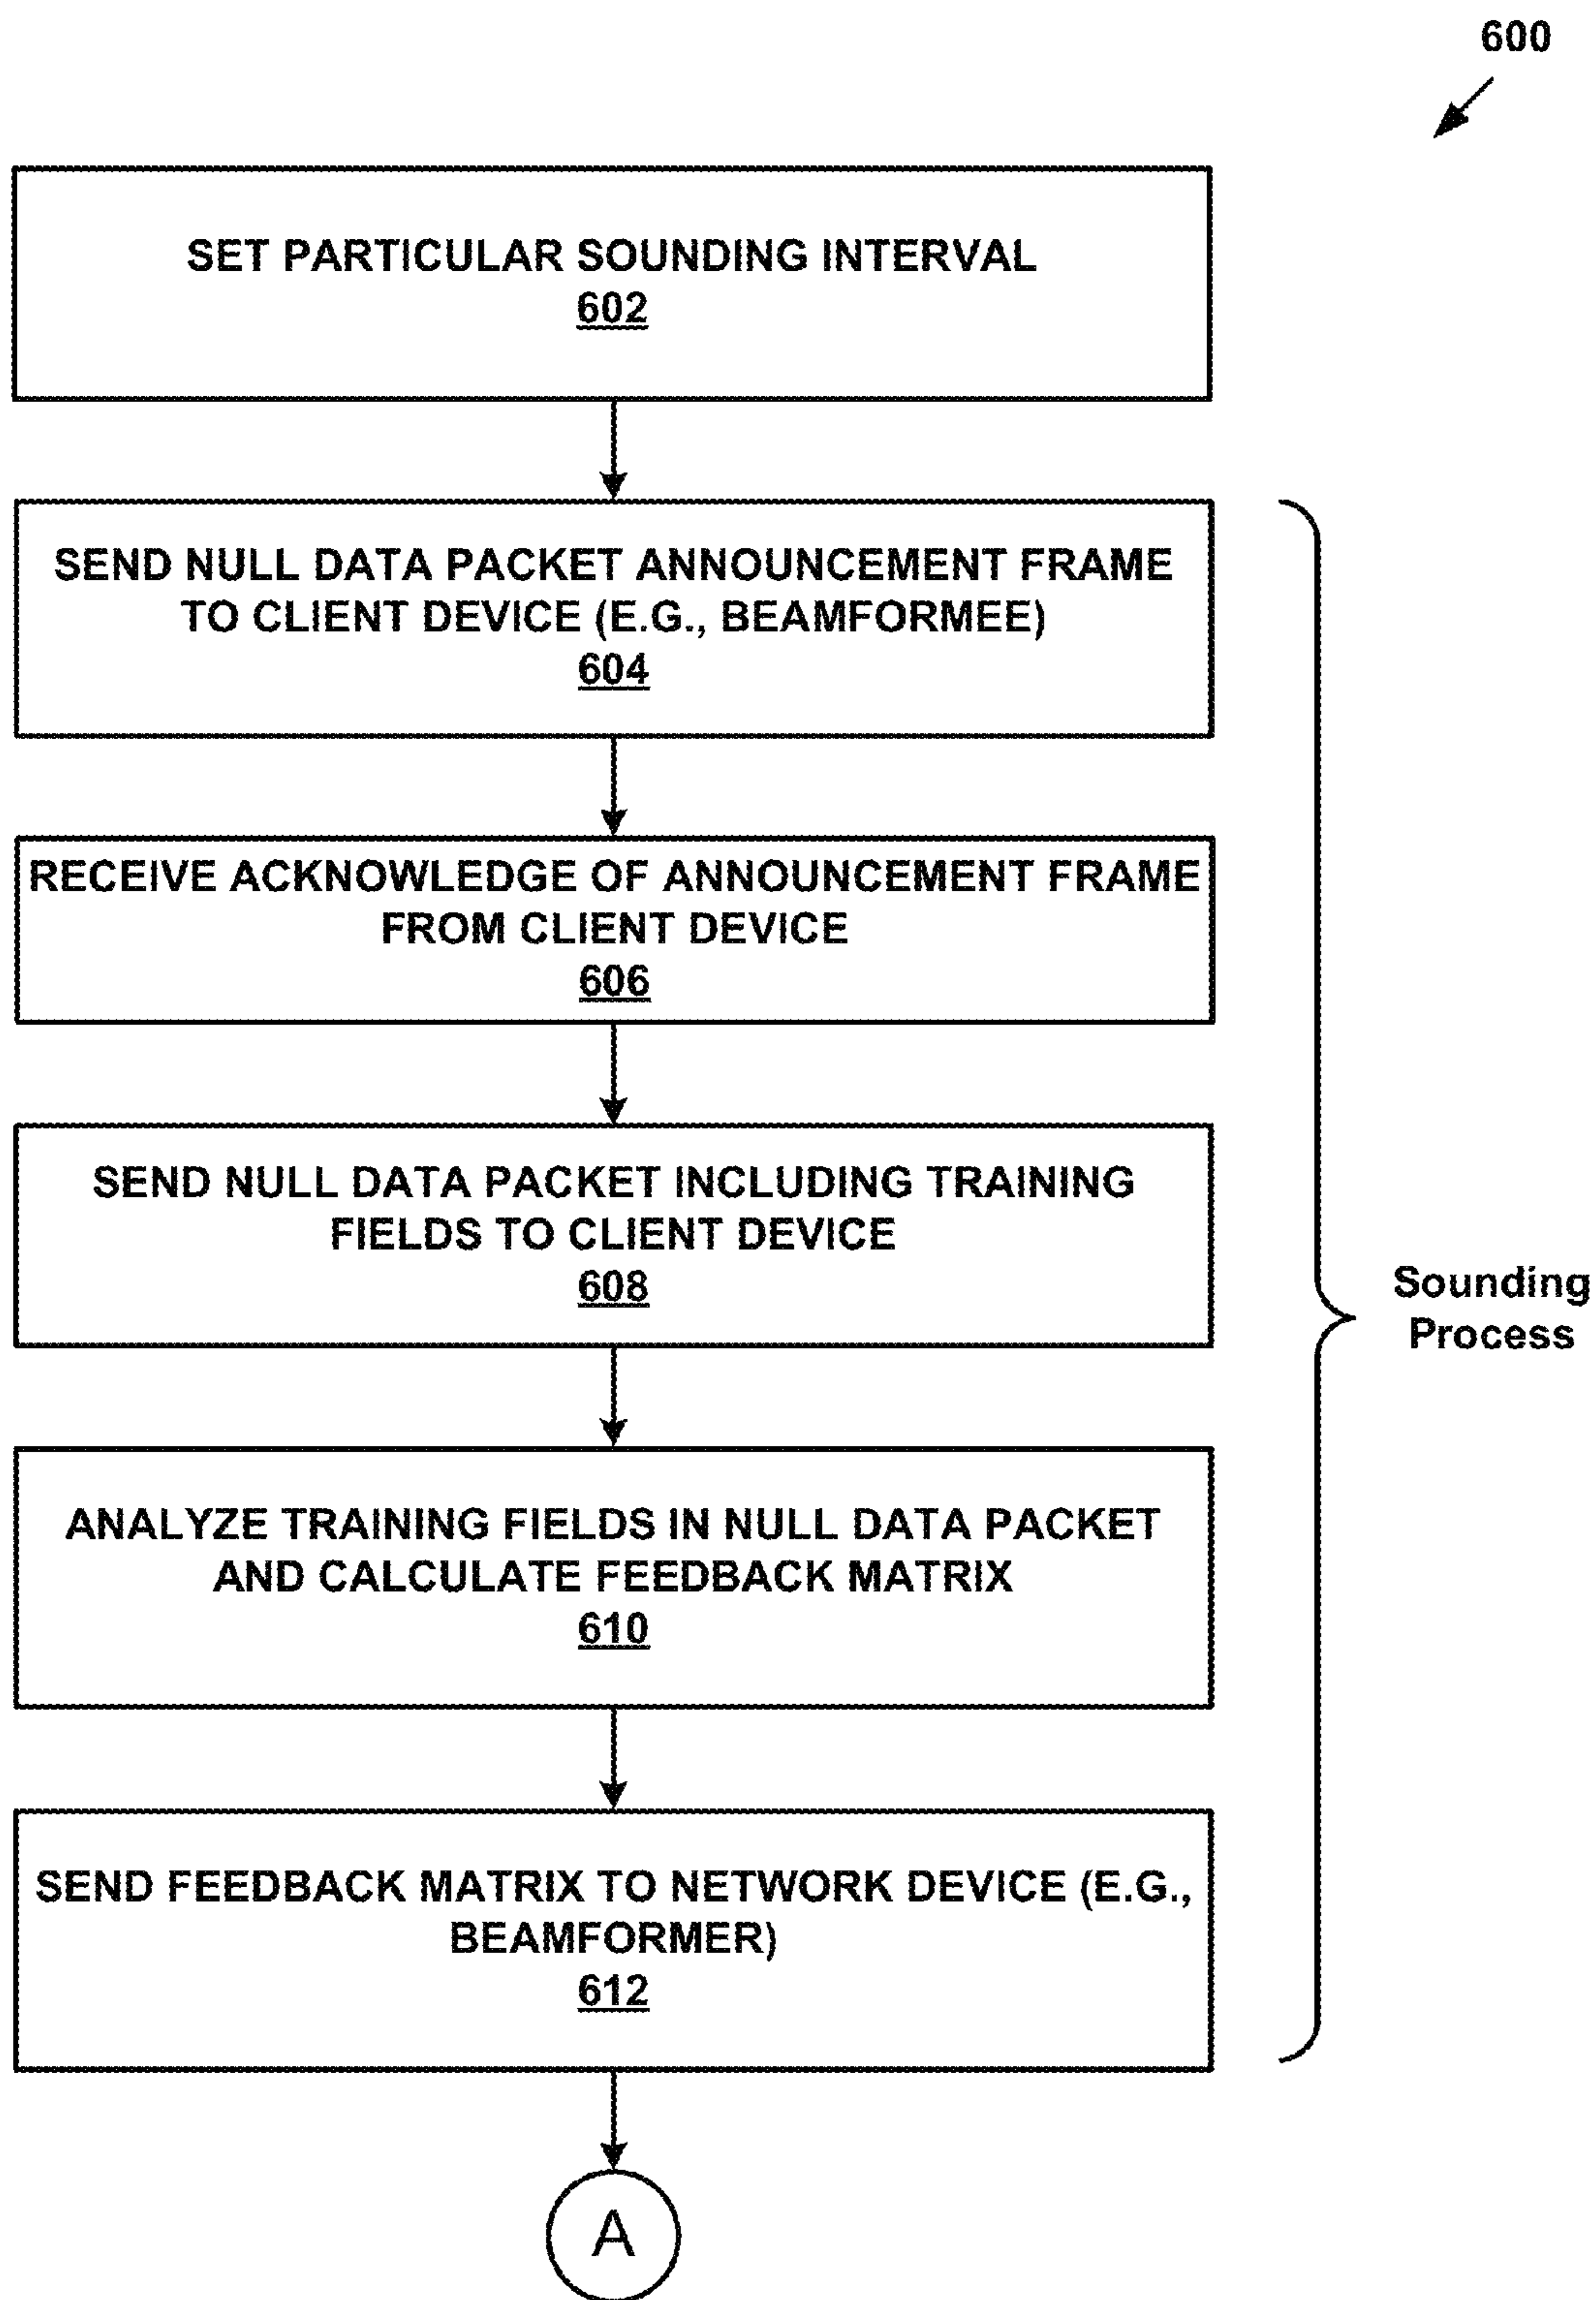 600
SET PARTICULAR SOUNDING INTERVAL
602
SEND NULL DATA PACKET ANNOUNCEMENT FRAME
TO CLIENT DEVICE (E.G., BEAMFORMEE)
604
RECEIVE ACKNOWLEDGE OF ANNOUNCEMENT FRAME
FROM CLIENT DEVICE
606
SEND NULL DATA PACKET INCLUDING TRAINING
FIELDS TO CLIENT DEVICE
608
Sounding
Process
ANALYZE TRAINING FIELDS IN NULL DATA PACKET
AND CALCULATE FEEDBACK MATRIX
610
SEND FEEDBACK MATRIX TO NETWORK DEVICE (E.G.,
BEAMFORMER)
612
A